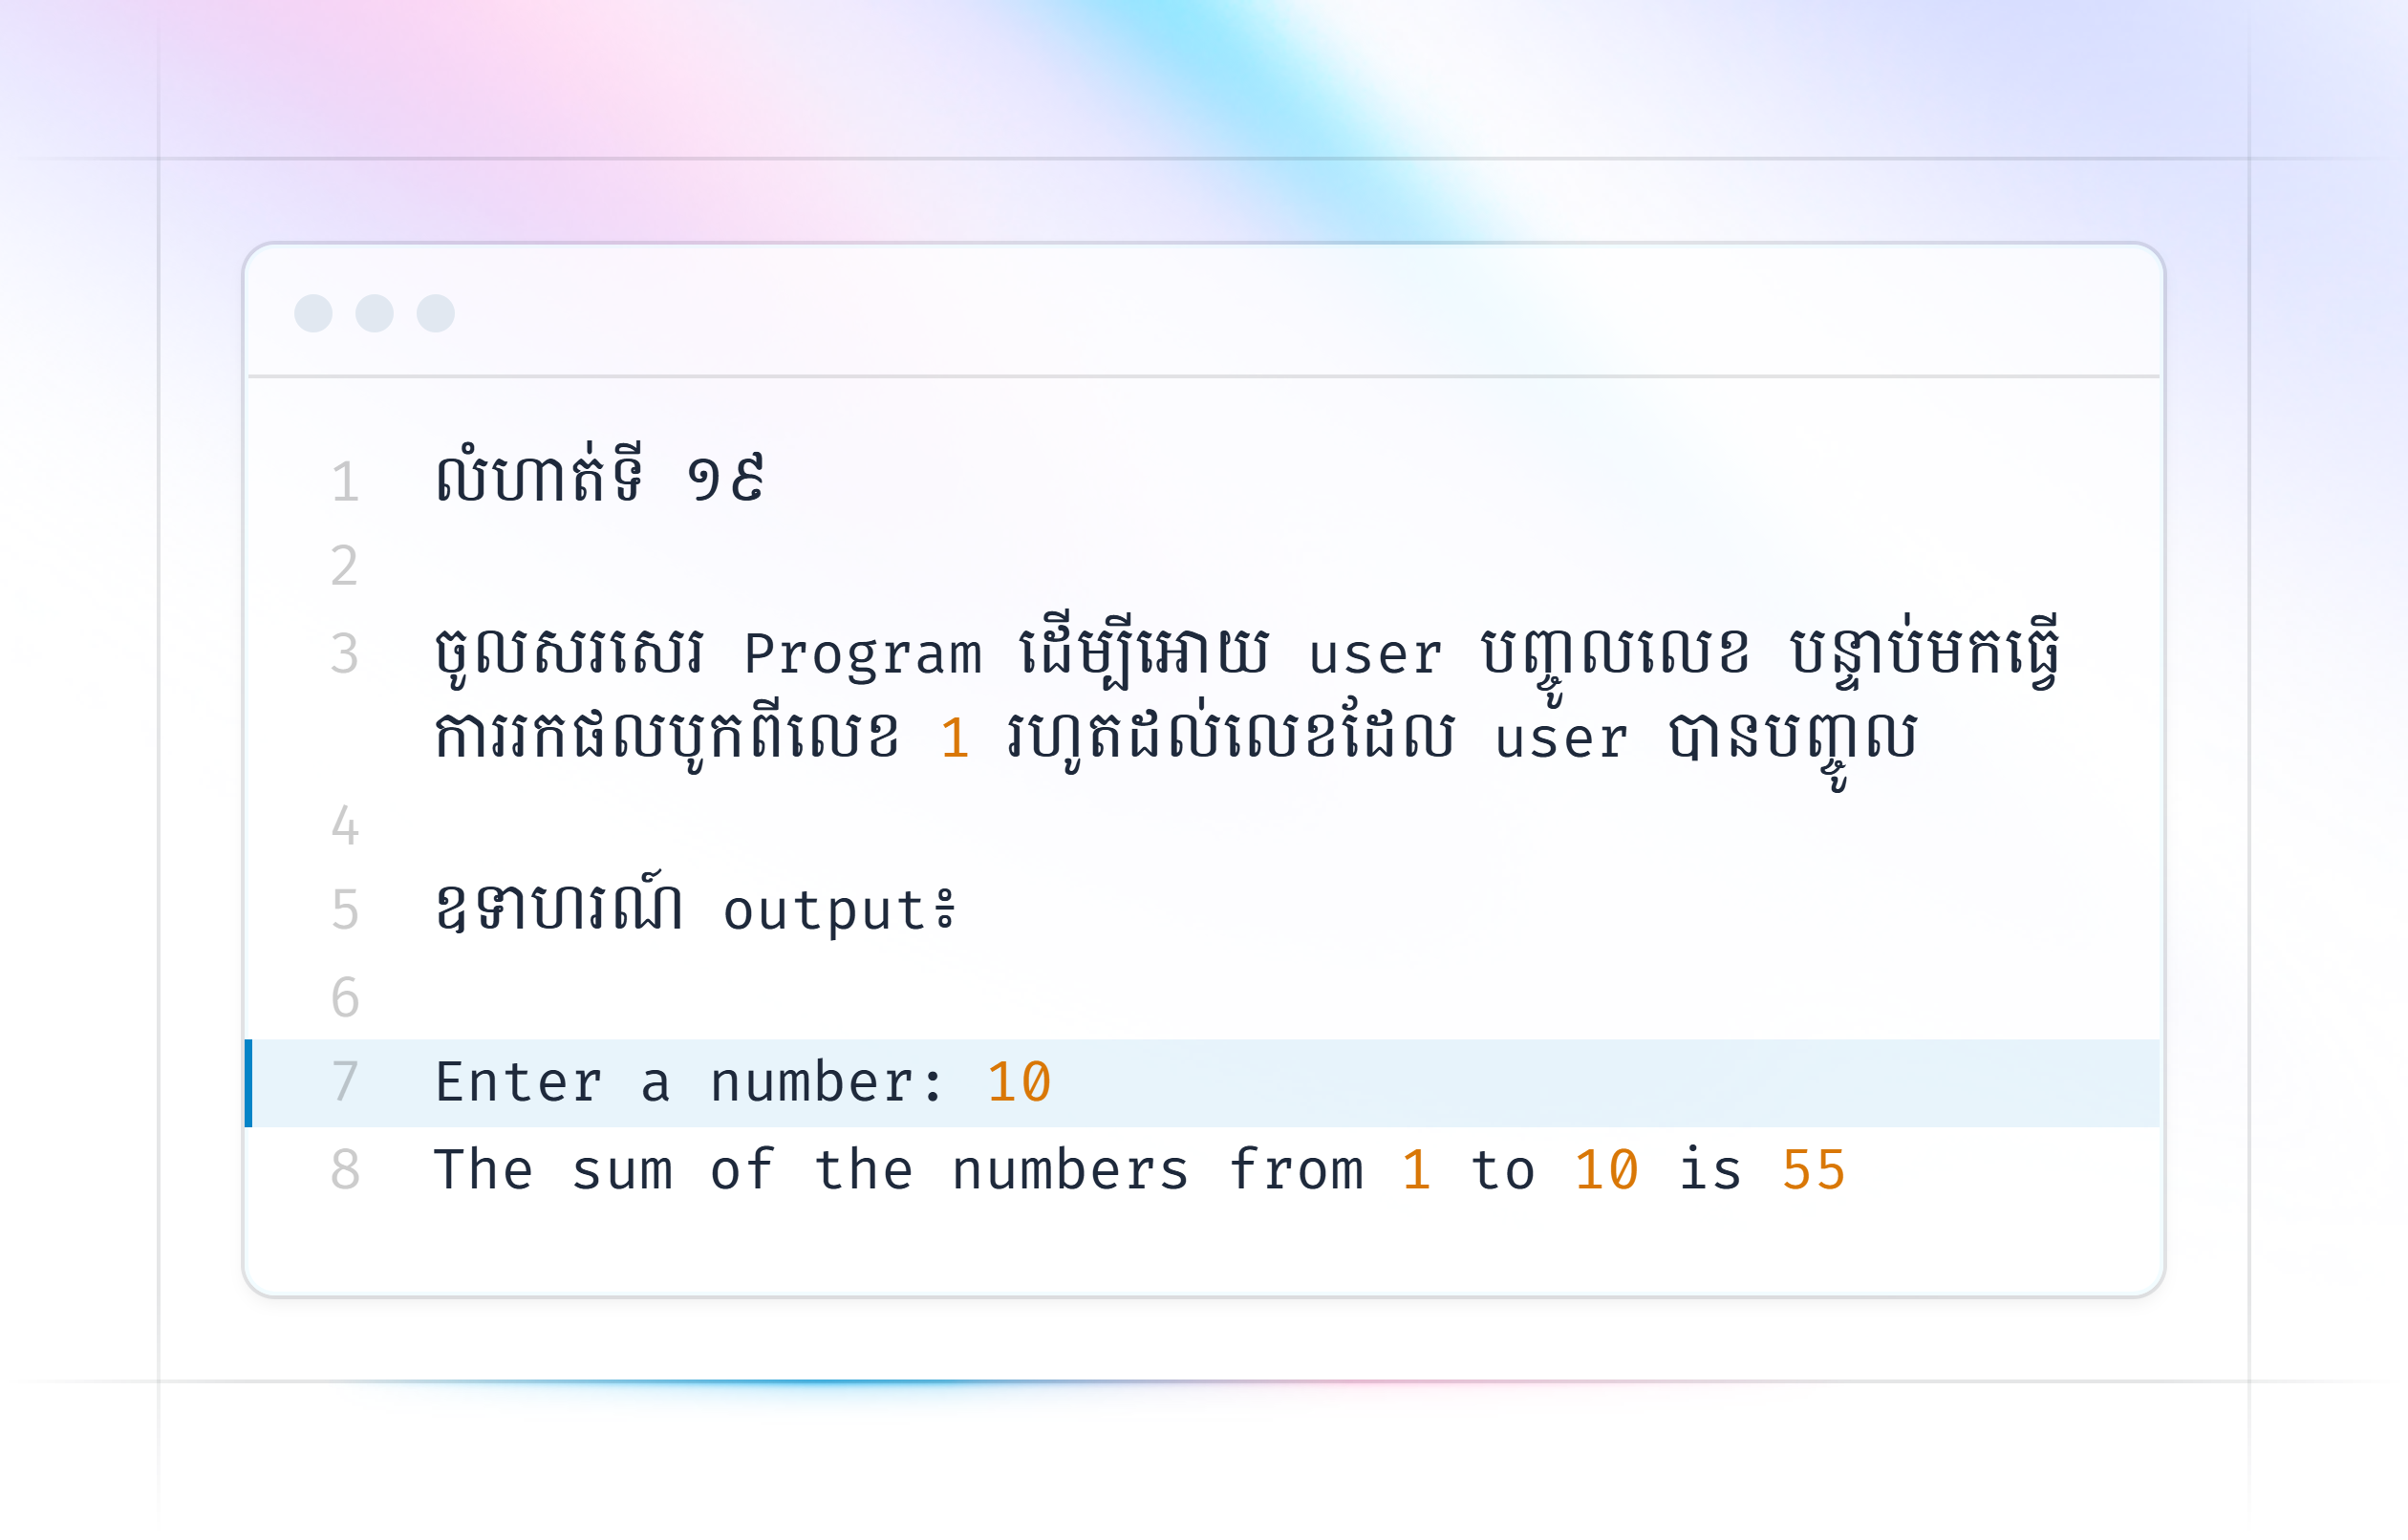 1 លំហាត់ទី ១៩
2
3 ចូលសរសេរ Program ដើម្បីអោយ user បញ្ចូលលេខ បន្ទាប់មកធ្វើ
ការរកផលបូកពីលេខ 1 រហូតដល់លេខដែល user បានបញ្ចូល
4
5 ឧទាហរណ៍ output៖
6
7 Enter a number: 10
8 The sum of the numbers from 1 to 10 is 55